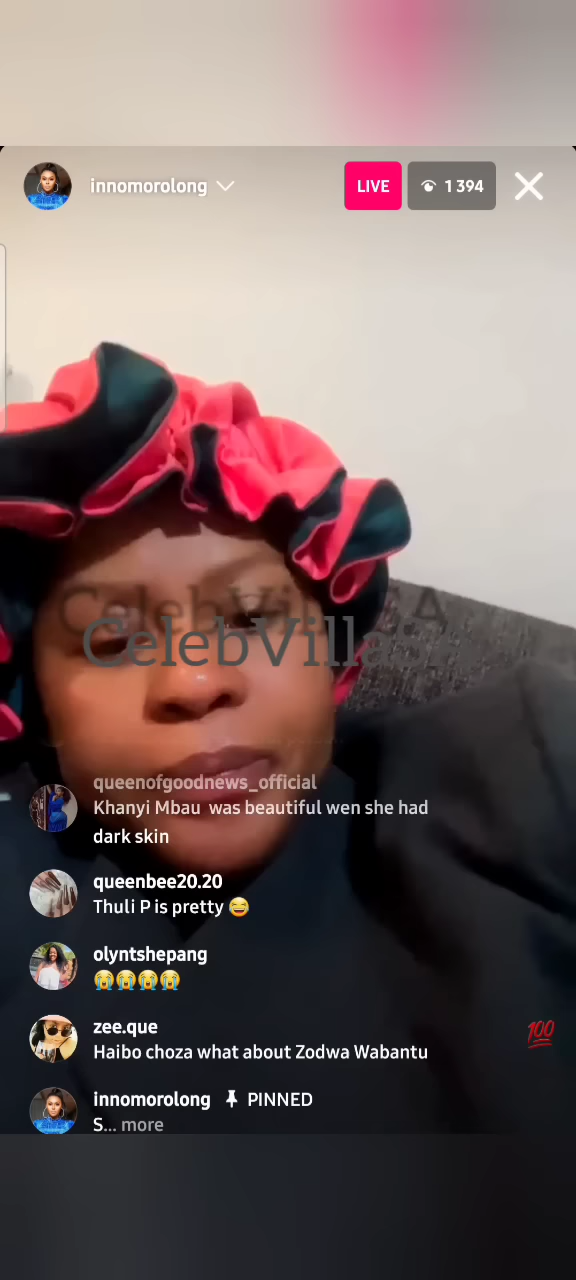 innomorolong
LIVE
1 394
CelebVilla
queenofgoodnews_official
Khanyi Mbau was beautiful wen she had
dark skin
queenbee20.20
Thuli P is pretty 😆
olyntshepang
😭😭😭😭
zee.que
Haibo choza what about Zodwa Wabantu
💯
innomorolong PINNED
S... more